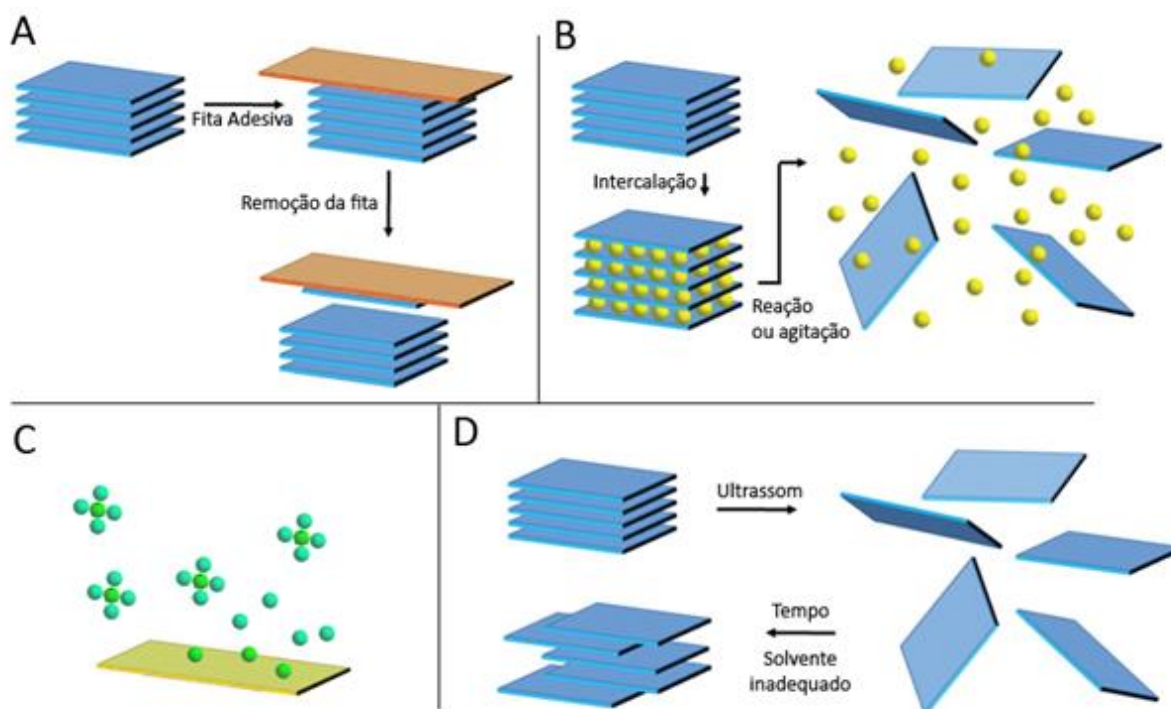 A
Fita Adesiva
Remoção da fita
B
Intercalação
Reação
ou agitação
C
D
Ultrassom
Tempo
Solvente
inadequado